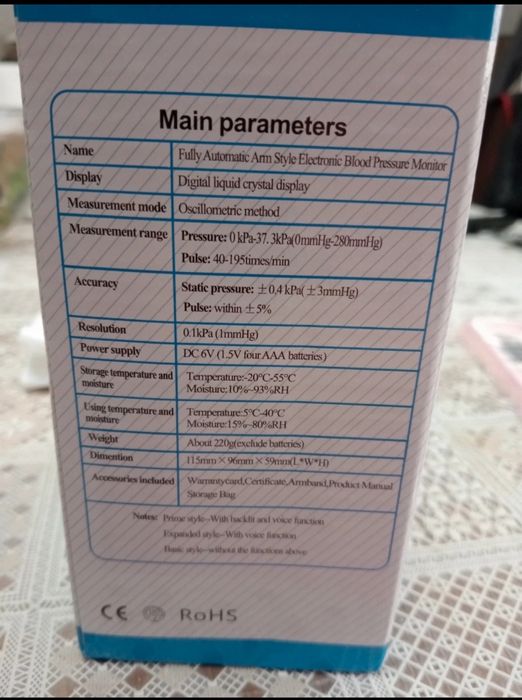 Main parameters
Name Fully Automatic Arm Style Electronic Blood Pressure Monitor
Display Digital liquid crystal display
Measurement mode Oscillometric method
Measurement range Pressure: 0 kPa-37. 3kPa(0mmHg-280mmHg)
Pulse: 40-195times/min
Accuracy Static pressure: ±0,4 kPa( ±3mmHg)
Pulse: within ±5%
Resolution 0.1kPa (1mmHg)
Power supply DC 6V (1.5V four AAA batteries)
Storage temperature and Temperature:-20°C-55°C
moisture Moisture:10%~93%RH
Using temperature and Temperature:5°C-40°C
moisture Moisture:15%~80%RH
Weight About 220g(exclude batteries)
Dimention 115mm×96mm×59mm(L*W*H)
Accessories included Warrantycard,Certificate,Armband,Product Manual
Storage Bag
Notes: Prime style--With backlit and voice function
Expanded style--With voice function
Basic style--without the functions above
CE RoHS